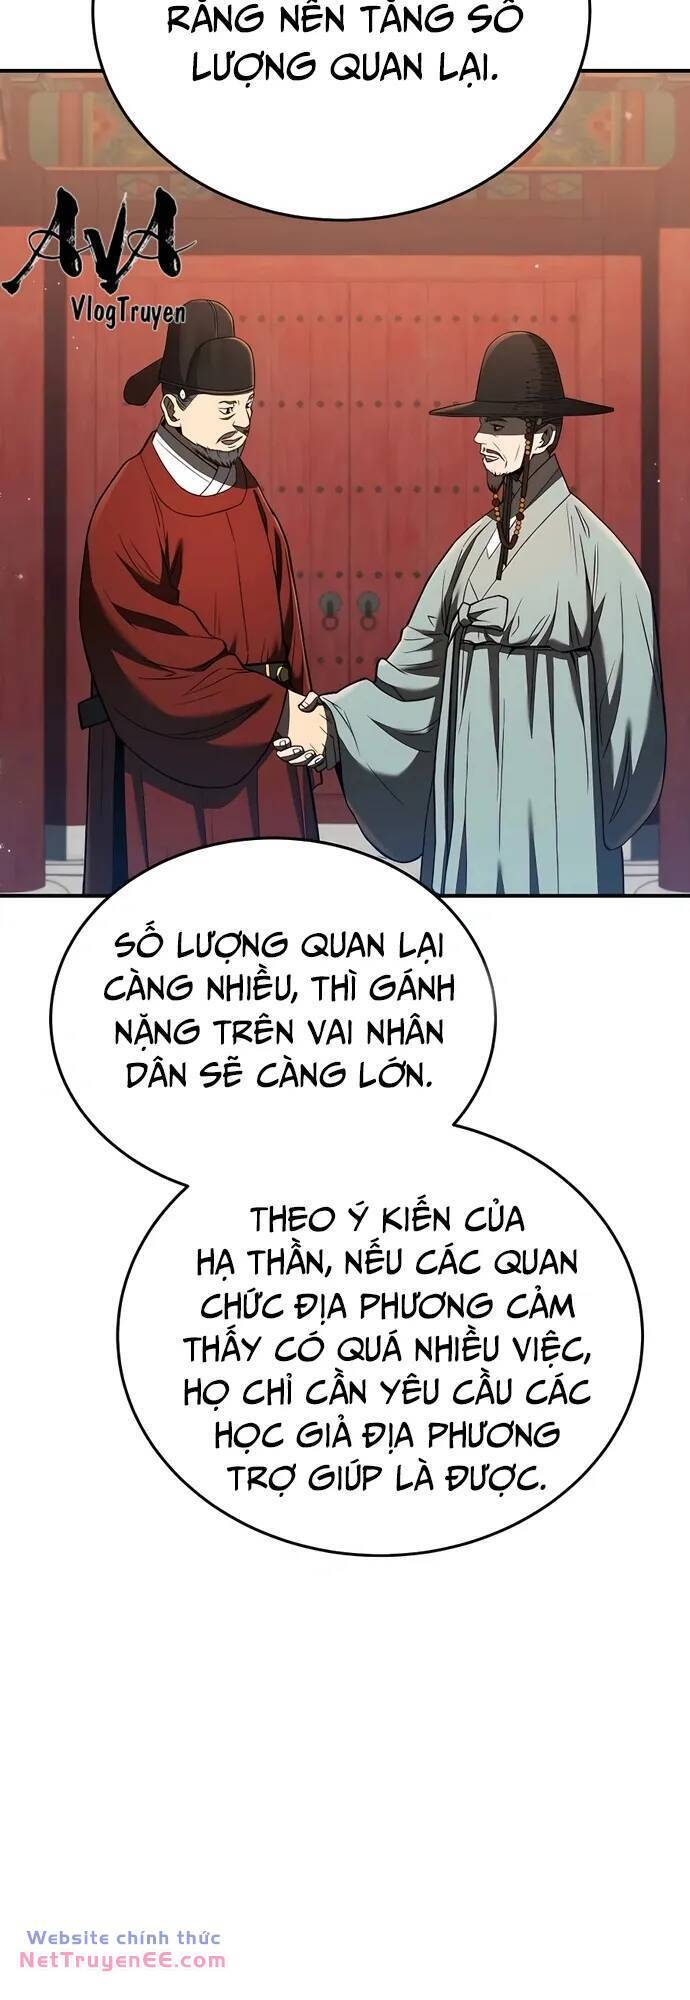 RẰNG NÊN TĂNG SỐ
LƯỢNG QUAN LẠI.
AVA
VlogTruyen
SỐ LƯỢNG QUAN LẠI
CÀNG NHIỀU, THÌ GÁNH
NẶNG TRÊN VAI NHÂN
DÂN SẼ CÀNG LỚN.
THEO Ý KIẾN CỦA
HẠ THẦN, NẾU CÁC QUAN
CHỨC ĐỊA PHƯƠNG CẢM
THẤY CÓ QUÁ NHIỀU VIỆC,
HỌ CHỈ CẦN YÊU CẦU CÁC
HỌC GIẢ ĐỊA PHƯƠNG
TRỢ GIÚP LÀ ĐƯỢC.
Website chính thức
NetTruyenEE.com